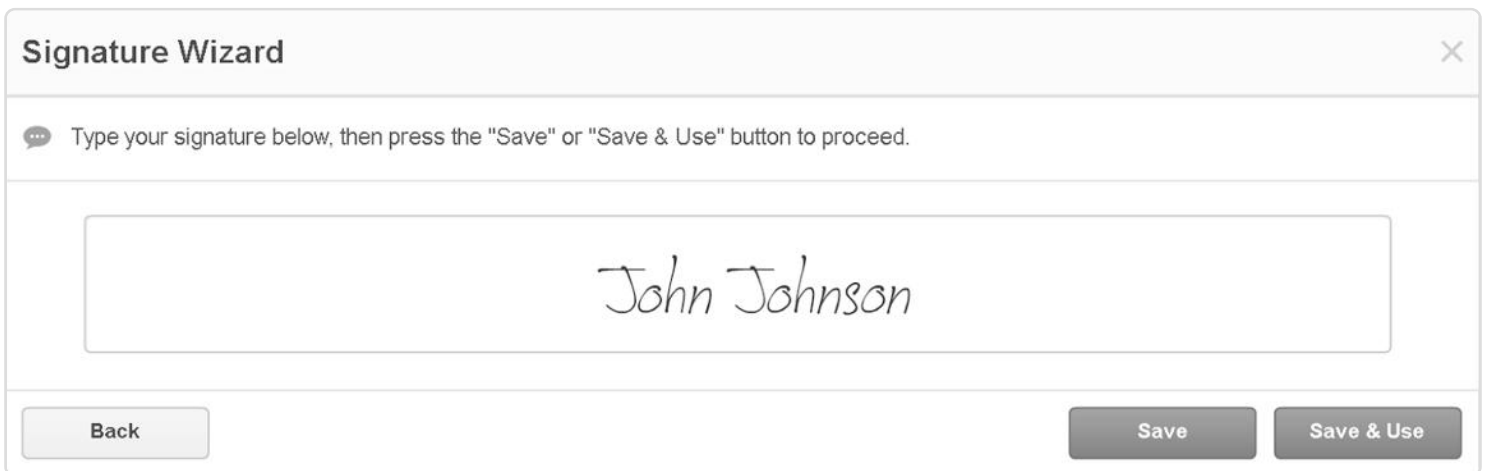 Signature Wizard
Type your signature below, then press the "Save" or "Save & Use" button to proceed.
John Johnson
Back Save Save & Use